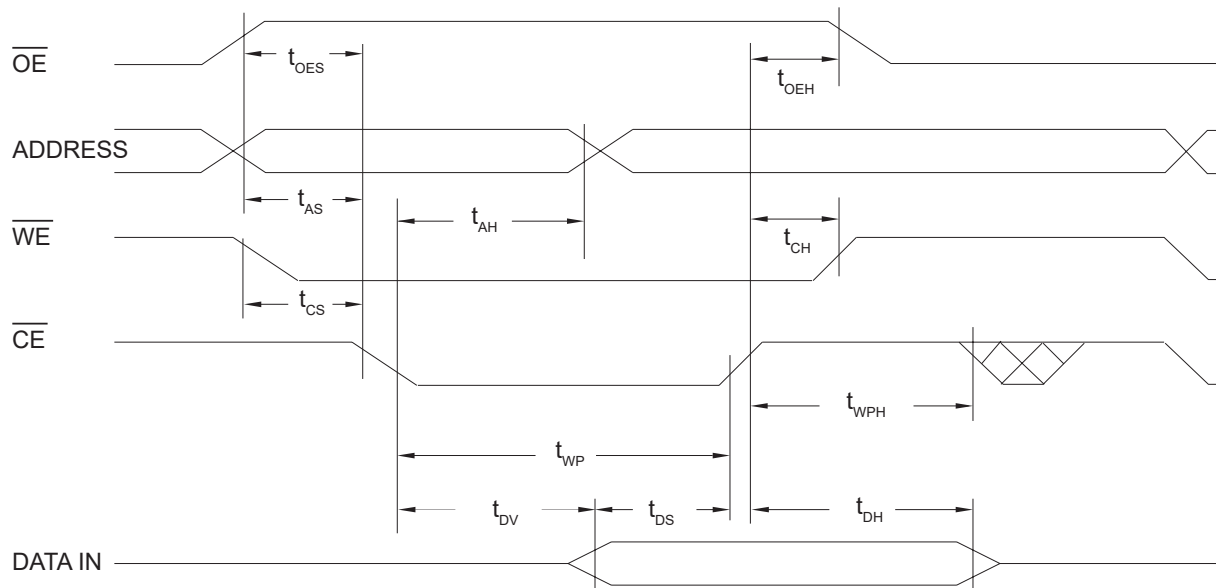 OE
tOES
tOEH
ADDRESS
tAS
tAH
WE
tCH
tCS
CE
tWPH
tWP
tDV
tDS
tDH
DATA IN